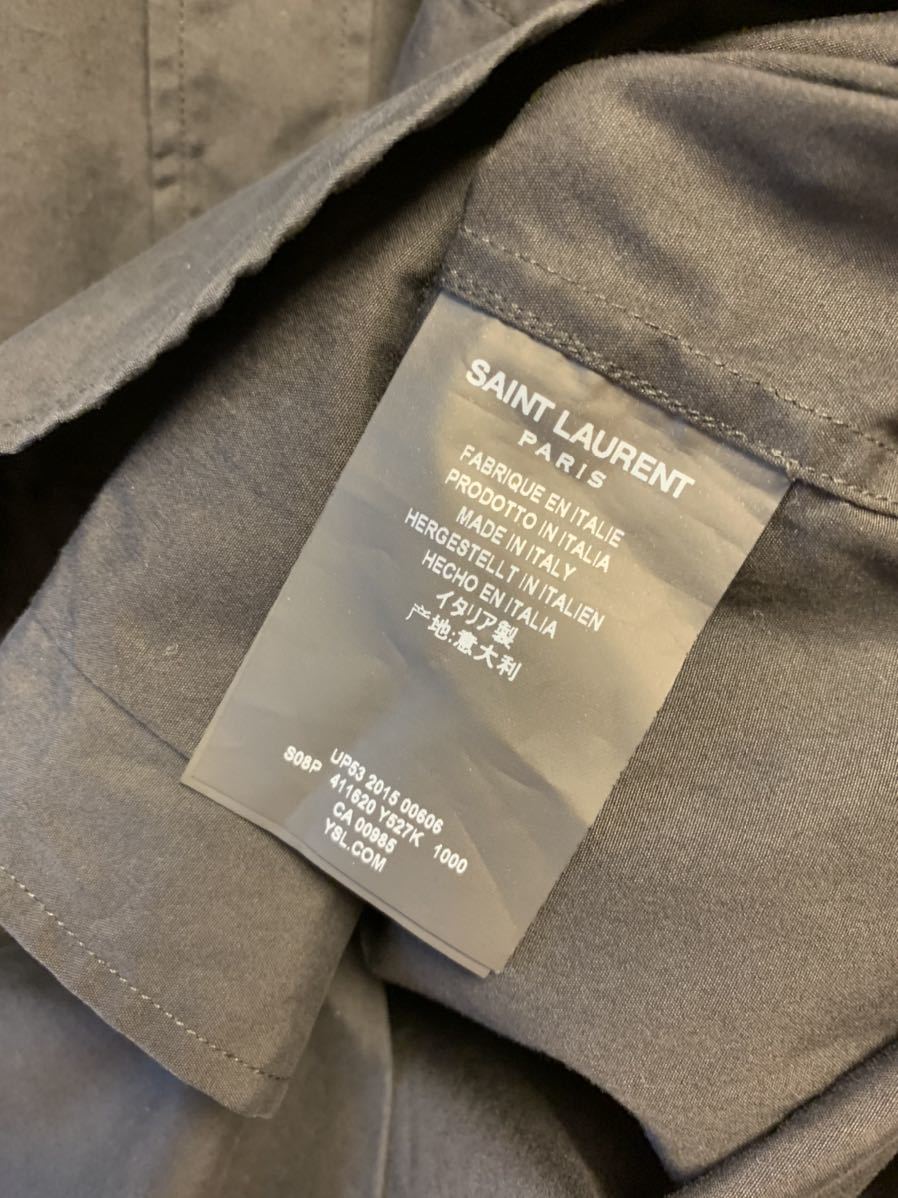 SAINT LAURENT
PARIS
FABRIQUE EN ITALIE
PRODOTTO IN ITALIA
MADE IN ITALY
HERGESTELLT IN ITALIEN
HECHO EN ITALIA
イタリア製
产地:意大利
UP53 2015 00606
S08P 411620 Y527K 1000
CA 00985
YSL.COM